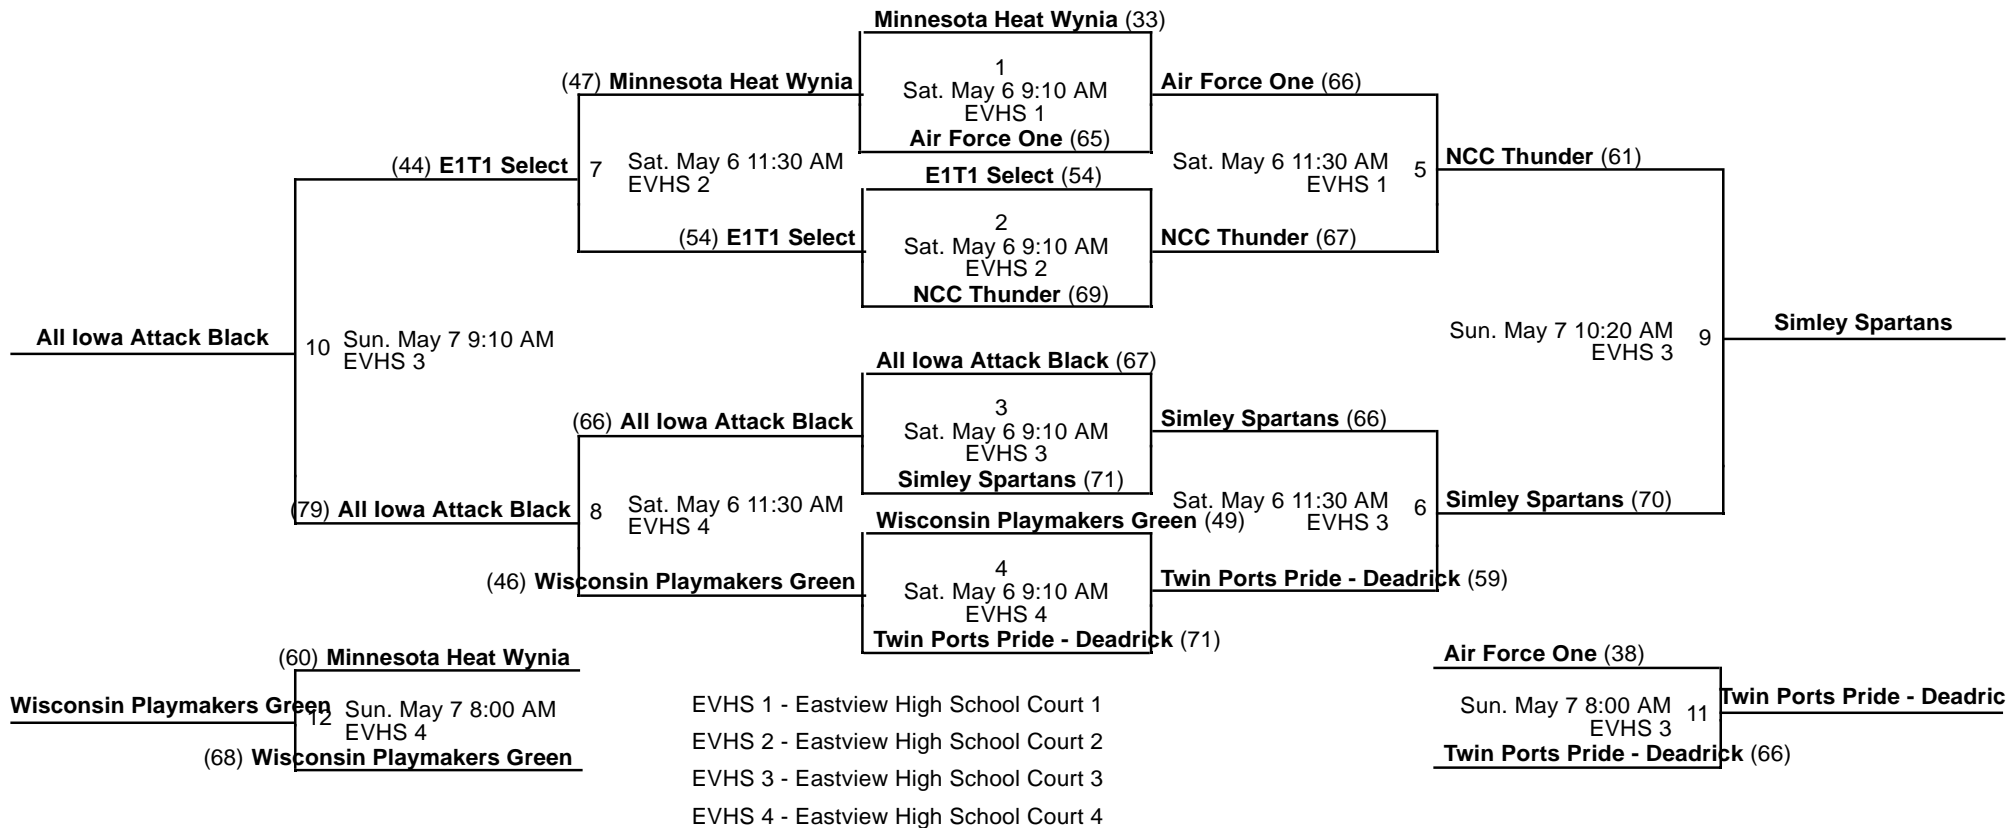 Minnesota Heat Wynia (33)
1
Sat. May 6 9:10 AM
EVHS 1
Air Force One (65)
(47) Minnesota Heat Wynia
Air Force One (66)
(44) E1T1 Select
7
Sat. May 6 11:30 AM
EVHS 2
Sat. May 6 11:30 AM
EVHS 1
5
NCC Thunder (61)
E1T1 Select (54)
2
Sat. May 6 9:10 AM
EVHS 2
NCC Thunder (69)
(54) E1T1 Select
NCC Thunder (67)
All Iowa Attack Black
10
Sun. May 7 9:10 AM
EVHS 3
Sun. May 7 10:20 AM
EVHS 3
9
Simley Spartans
All Iowa Attack Black (67)
3
Sat. May 6 9:10 AM
EVHS 3
Simley Spartans (71)
(66) All Iowa Attack Black
Simley Spartans (66)
(79) All Iowa Attack Black
8
Sat. May 6 11:30 AM
EVHS 4
Sat. May 6 11:30 AM
EVHS 3
6
Simley Spartans (70)
Wisconsin Playmakers Green (49)
4
Sat. May 6 9:10 AM
EVHS 4
Twin Ports Pride - Deadrick (71)
(46) Wisconsin Playmakers Green
Twin Ports Pride - Deadrick (59)
(60) Minnesota Heat Wynia
Wisconsin Playmakers Green
12
Sun. May 7 8:00 AM
EVHS 4
(68) Wisconsin Playmakers Green
EVHS 1 - Eastview High School Court 1
EVHS 2 - Eastview High School Court 2
EVHS 3 - Eastview High School Court 3
EVHS 4 - Eastview High School Court 4
Air Force One (38)
Sun. May 7 8:00 AM
EVHS 3
11
Twin Ports Pride - Deadric
Twin Ports Pride - Deadrick (66)